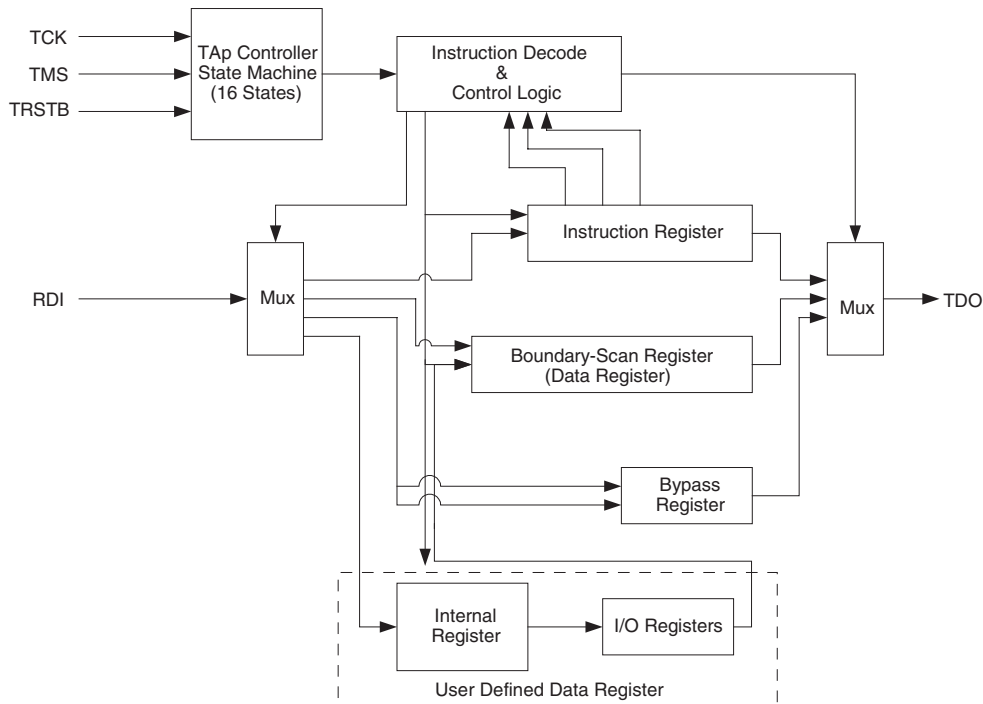 TCK
TMS
TRSTB
TAp Controller
State Machine
(16 States)
Instruction Decode
&
Control Logic
Instruction Register
RDI
Mux
Mux
TDO
Boundary-Scan Register
(Data Register)
Bypass
Register
Internal
Register
I/O Registers
User Defined Data Register